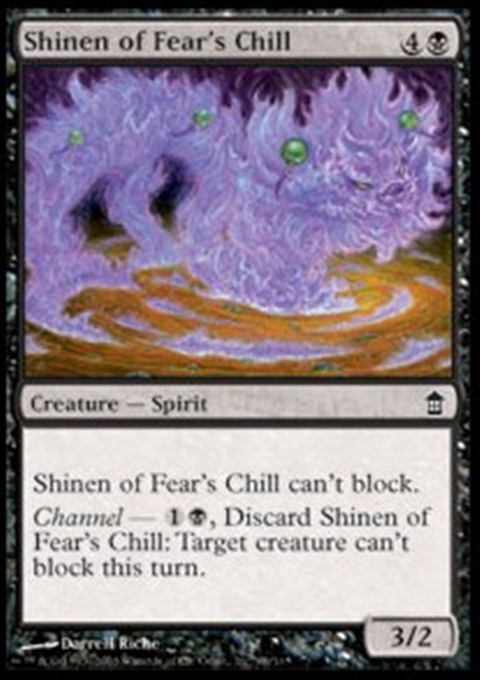 Shinen of Fear's Chill 4
Creature — Spirit
Shinen of Fear's Chill can't block.
Channel — 1, Discard Shinen of
Fear's Chill: Target creature can't
block this turn.
3/2
Darrell Riche